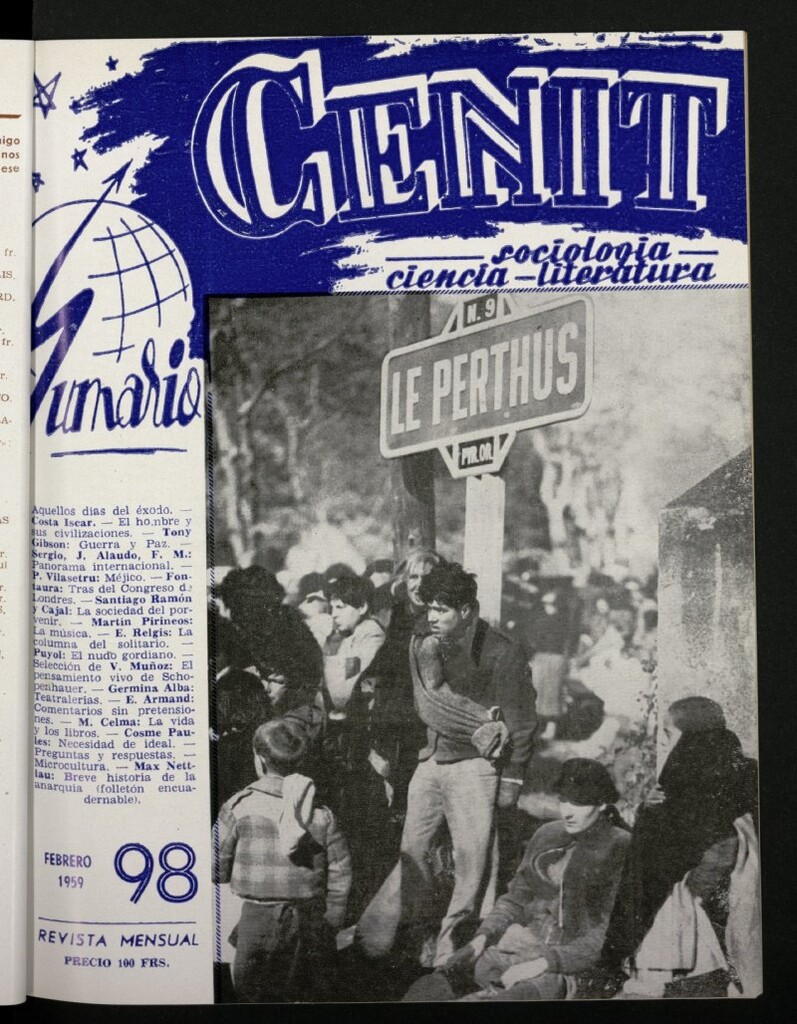 CENIT
sociologia
ciencia - literatura
Sumario
N. 9
LE PERTHUS
PYR.OR.
Aquellos días del éxodo. —
Costa Iscar. — El hombre y
sus civilizaciones. — Tony
Gibson: Guerra y Paz. —
Sergio, J. Alaudo, F. M.:
Panorama internacional. —
P. Vilasetru: Méjico. — Fon-
taura: Tras del Congreso de
Londres. — Santiago Ramón
y Cajal: La sociedad del por-
venir. — Martín Pirineos:
La música. — E. Relgis: La
columna del solitario. —
Puyol: El nudo gordiano. —
Selección de V. Muñoz: El
pensamiento vivo de Scho-
penhauer. — Germina Alba:
Teatralerías. — E. Armand:
Comentarios sin pretensio-
nes. — M. Celma: La vida
y los libros. — Cosme Pau-
les: Necesidad de ideal. —
Preguntas y respuestas. —
Microcultura. — Max Nett-
lau: Breve historia de la
anarquía (folletón encua-
dernable).
FEBRERO
1959
98
REVISTA MENSUAL
PRECIO 100 FRS.